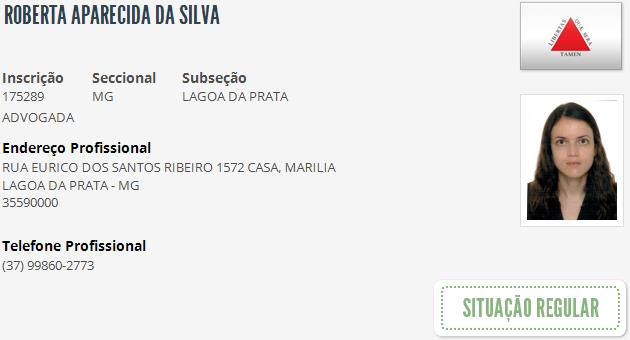 ROBERTA APARECIDA DA SILVA
LIBERTAS QUÆ SERA TAMEN
Inscrição Seccional Subseção
175289 MG LAGOA DA PRATA
ADVOGADA
Endereço Profissional
RUA EURICO DOS SANTOS RIBEIRO 1572 CASA, MARILIA
LAGOA DA PRATA - MG
35590000
Telefone Profissional
(37) 99860-2773
SITUAÇÃO REGULAR